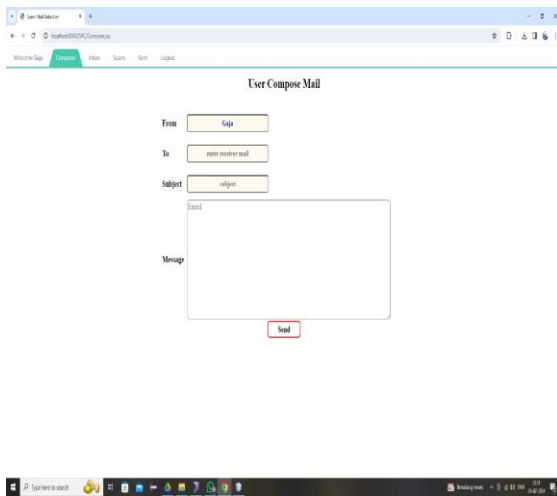 Welcome Gaja Compose Inbox Spam Sent Logout
User Compose Mail
From Gaja
To enter receiver mail
Subject subject
Email
Message
Send
Type here to search